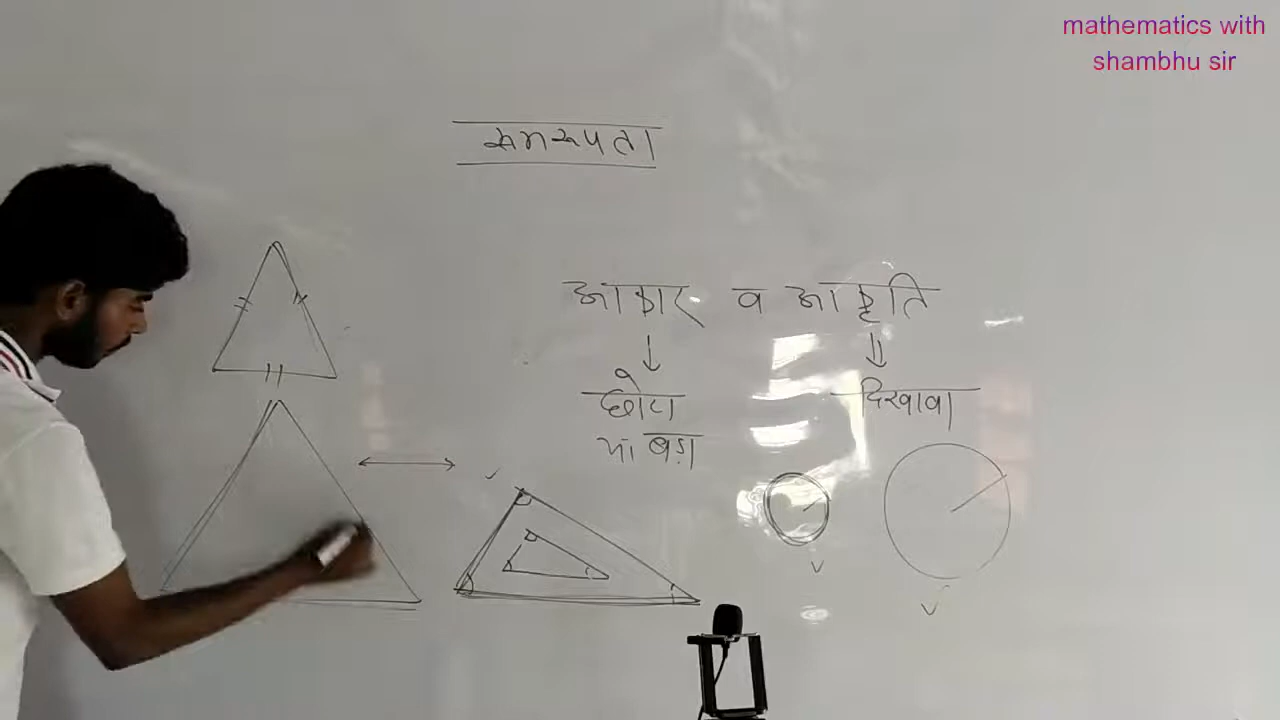 mathematics with
shambhu sir
समरूपता
आकार व आकृति
छोटा
या बड़ा
दिखावा